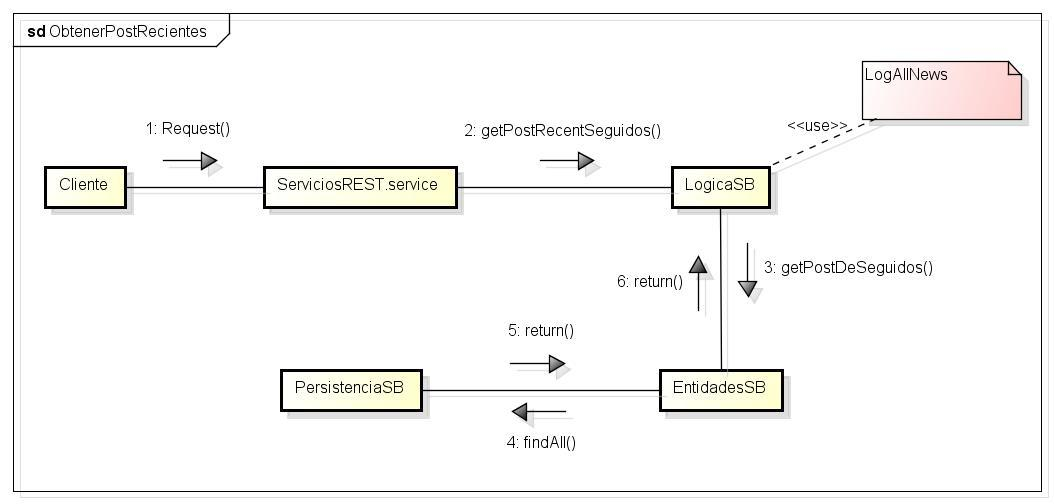 sd ObtenerPostRecientes
LogAllNews
<<use>>
1: Request()
2: getPostRecentSeguidos()
Cliente
ServiciosREST.service
LogicaSB
3: getPostDeSeguidos()
6: return()
5: return()
PersistenciaSB
EntidadesSB
4: findAll()